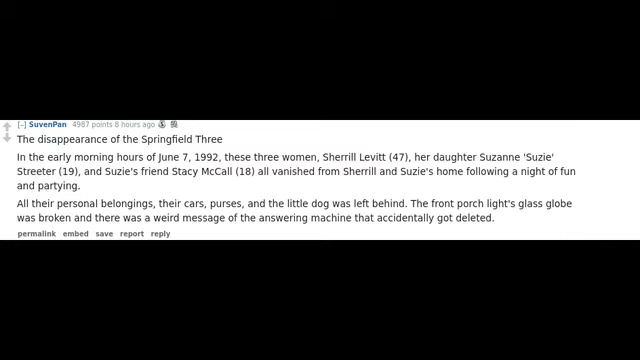 [–] SuvenPan 4987 points 8 hours ago
The disappearance of the Springfield Three
In the early morning hours of June 7, 1992, these three women, Sherrill Levitt (47), her daughter Suzanne 'Suzie'
Streeter (19), and Suzie's friend Stacy McCall (18) all vanished from Sherrill and Suzie's home following a night of fun
and partying.
All their personal belongings, their cars, purses, and the little dog was left behind. The front porch light's glass globe
was broken and there was a weird message of the answering machine that accidentally got deleted.
permalink embed save report reply